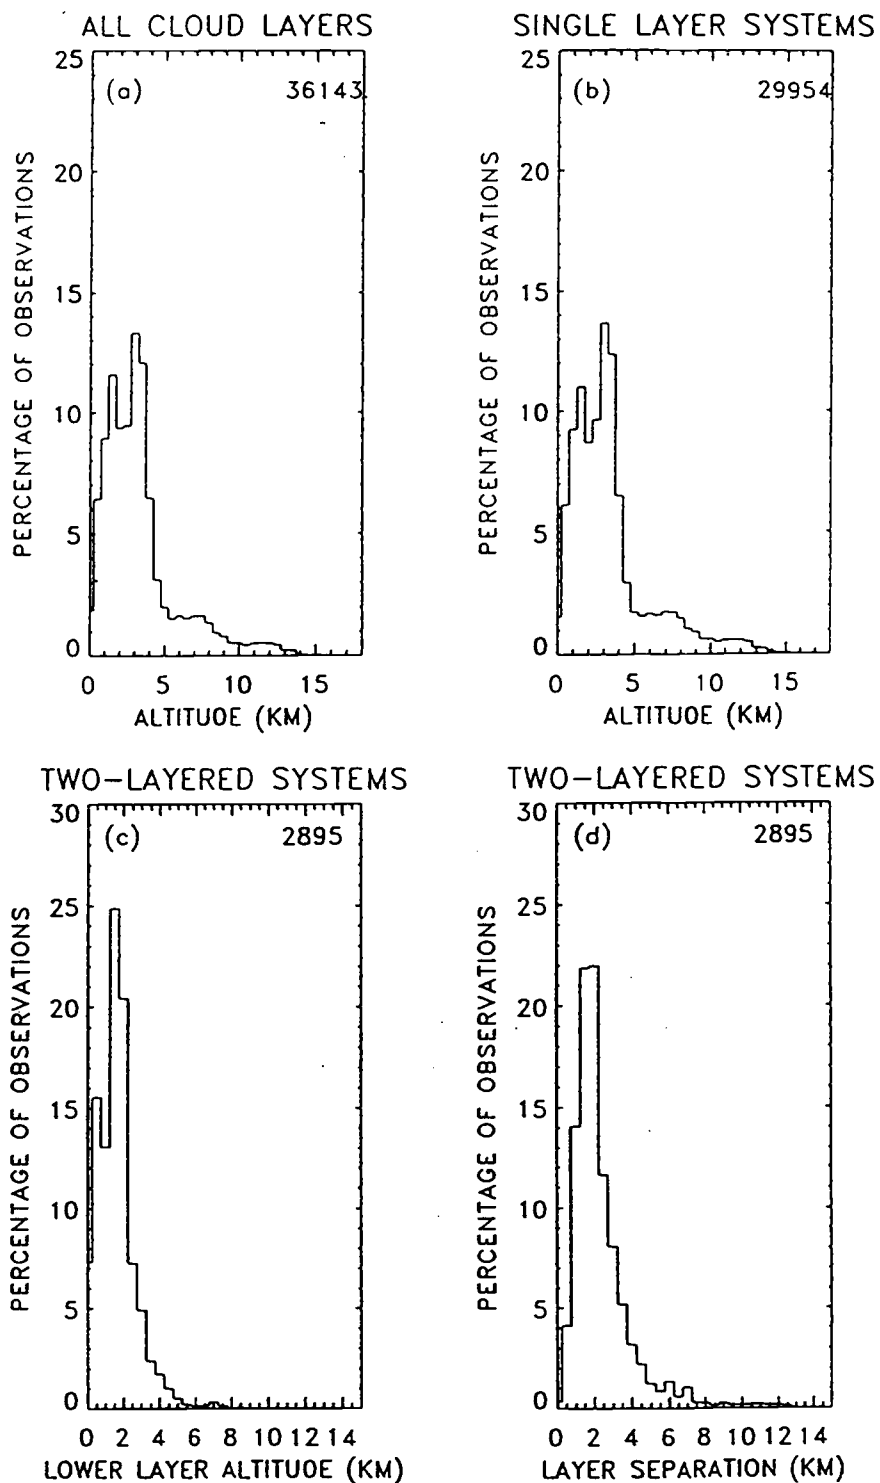 ALL CLOUD LAYERS
(a) 36143
PERCENTAGE OF OBSERVATIONS
25
20
15
10
5
0
0 5 10 15
ALTITUDE (KM)
SINGLE LAYER SYSTEMS
(b) 29954
PERCENTAGE OF OBSERVATIONS
25
20
15
10
5
0
0 5 10 15
ALTITUDE (KM)
TWO-LAYERED SYSTEMS
(c) 2895
PERCENTAGE OF OBSERVATIONS
30
25
20
15
10
5
0
0 2 4 6 8 10 12 14
LOWER LAYER ALTITUDE (KM)
TWO-LAYERED SYSTEMS
(d) 2895
PERCENTAGE OF OBSERVATIONS
30
25
20
15
10
5
0
0 2 4 6 8 10 12 14
LAYER SEPARATION (KM)